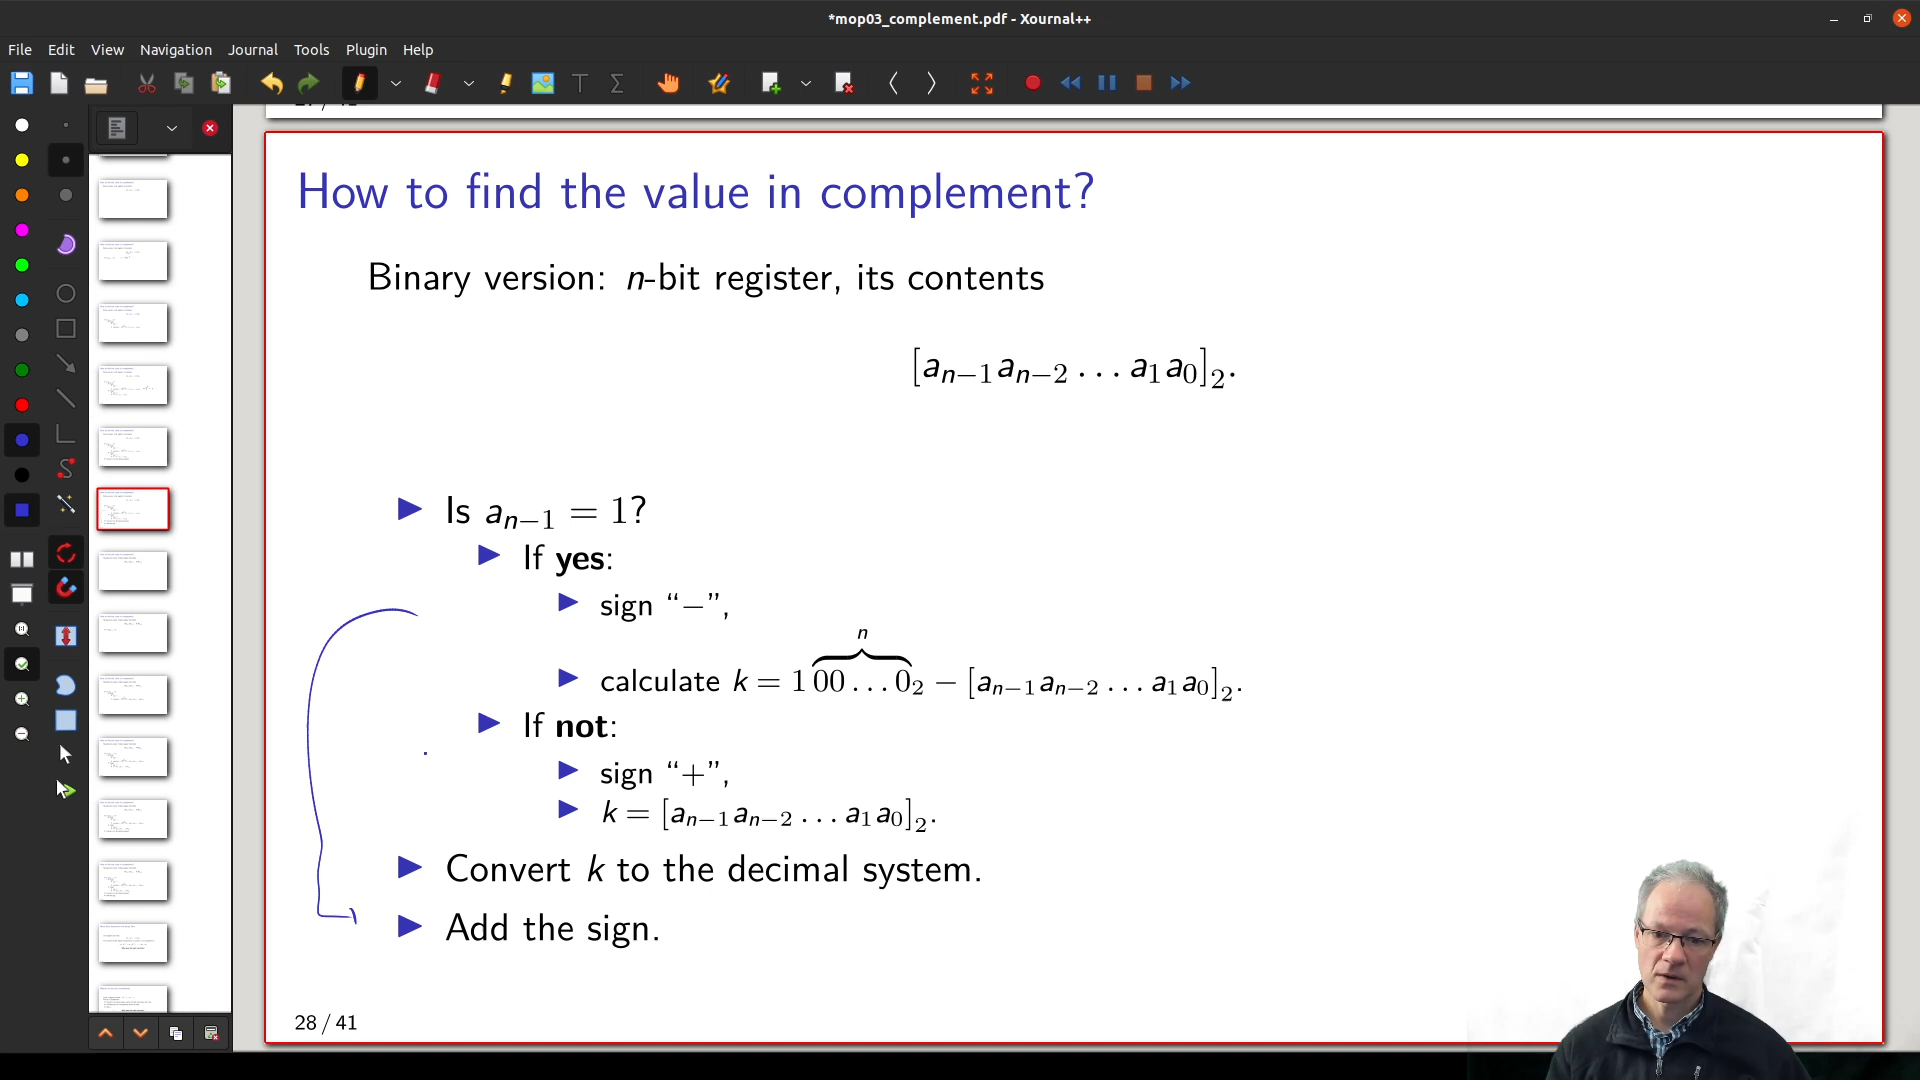 *mop03_complement.pdf - Xournal++
File Edit View Navigation Journal Tools Plugin Help
How to find the value in complement?
Binary version: n-bit register, its contents
[aₙ₋₁aₙ₋₂ … a₁a₀]₂.
▶ Is aₙ₋₁ = 1?
▶ If yes:
▶ sign “−”,
n
▶ calculate k = 1 00…0₂ − [aₙ₋₁aₙ₋₂ … a₁a₀]₂.
▶ If not:
▶ sign “+”,
▶ k = [aₙ₋₁aₙ₋₂ … a₁a₀]₂.
▶ Convert k to the decimal system.
▶ Add the sign.
28 / 41